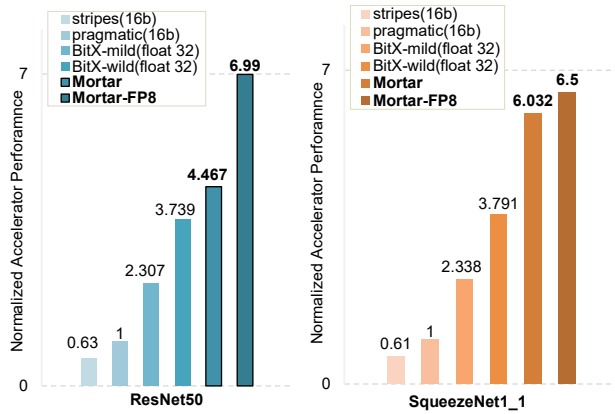 stripes(16b)
pragmatic(16b)
BitX-mild(float 32)
BitX-wild(float 32)
Mortar
Mortar-FP8
Normalized Accelerator Perforamnce
7
0
0.63
1
2.307
3.739
4.467
6.99
ResNet50
stripes(16b)
pragmatic(16b)
BitX-mild(float 32)
BitX-wild(float 32)
Mortar
Mortar-FP8
Normalized Accelerator Perforamnce
7
0
0.61
1
2.338
3.791
6.032
6.5
SqueezeNet1_1